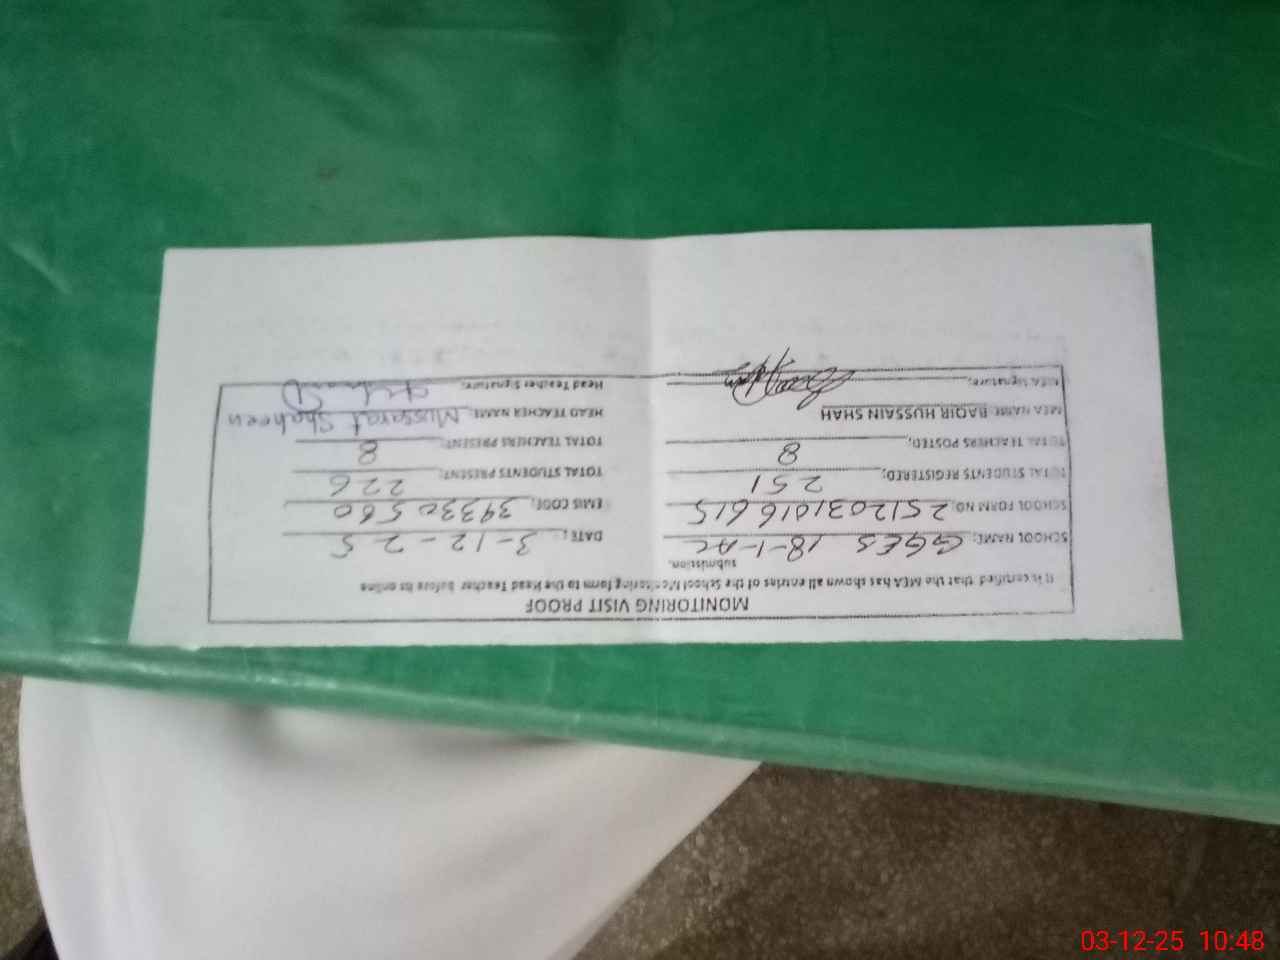 MONITORING VISIT PROOF
It is certified that the MEA has shown all entries of the School Monitoring form to the Head Teacher before its online submission.
SCHOOL NAME: GGES 18-1-AL DATE: 3-12-25
SCHOOL FORM NO: 2512031016615 EMIS CODE: 39330560
TOTAL STUDENTS REGISTERED: 251 TOTAL STUDENTS PRESENT: 226
TOTAL TEACHERS POSTED: 8 TOTAL TEACHERS PRESENT: 8
MEA NAME BAQIR HUSSAIN SHAH HEAD TEACHER NAME: Mussarat Shaheen
MEA Signature: Head Teacher Signature:
03-12-25 10:48